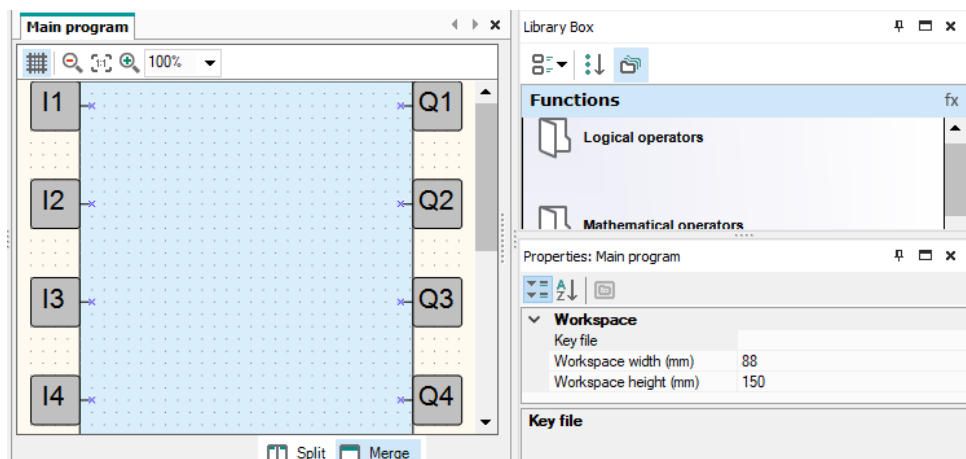 Main program
100%
I1
Q1
I2
Q2
I3
Q3
I4
Q4
Split
Merge
Library Box
Functions
fx
Logical operators
Mathematical operators
Properties: Main program
Workspace
Key file
Workspace width (mm) 88
Workspace height (mm) 150
Key file